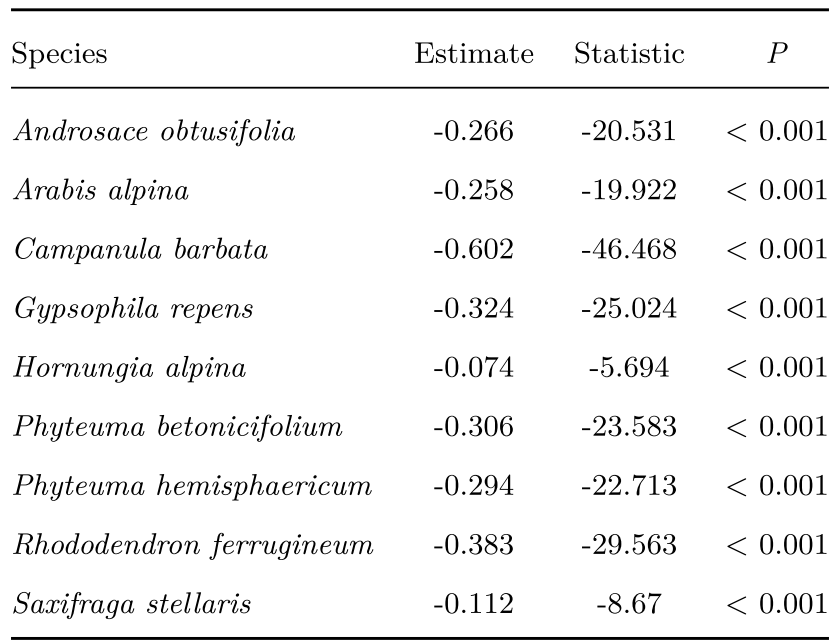 Species Estimate Statistic P
Androsace obtusifolia -0.266 -20.531 < 0.001
Arabis alpina -0.258 -19.922 < 0.001
Campanula barbata -0.602 -46.468 < 0.001
Gypsophila repens -0.324 -25.024 < 0.001
Hornungia alpina -0.074 -5.694 < 0.001
Phyteuma betonicifolium -0.306 -23.583 < 0.001
Phyteuma hemisphaericum -0.294 -22.713 < 0.001
Rhododendron ferrugineum -0.383 -29.563 < 0.001
Saxifraga stellaris -0.112 -8.67 < 0.001